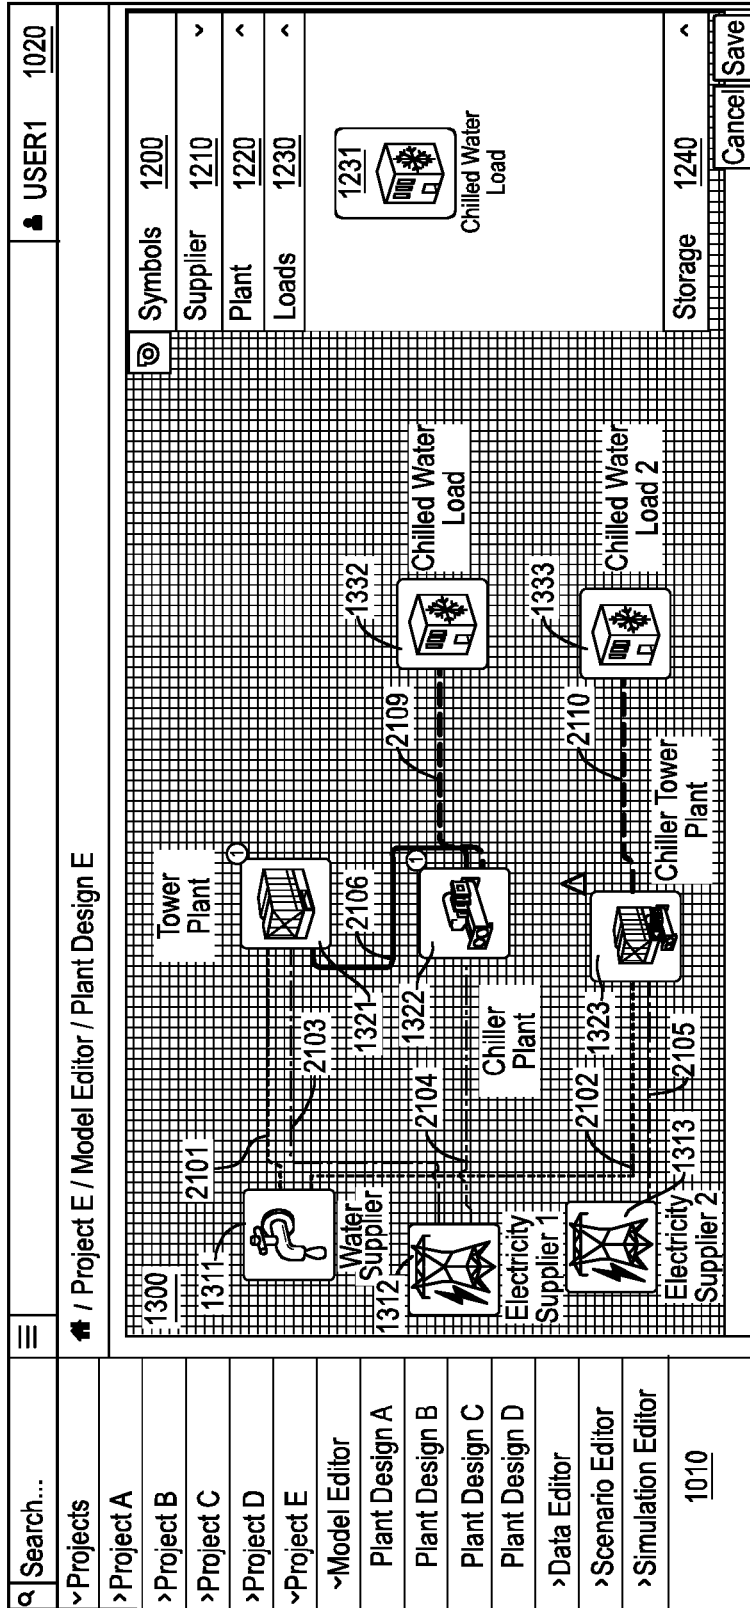 Search...
USER1 1020
Projects
/ Project E / Model Editor / Plant Design E
>Project A
>Project B
>Project C
>Project D
Project E
Model Editor
Plant Design A
Plant Design B
Plant Design C
Plant Design D
>Data Editor
>Scenario Editor
>Simulation Editor
1010
1300
1311
Water
Supplier
1312
Electricity
Supplier 1
1313
Electricity
Supplier 2
2101
2103
2104
2102
2105
Tower
Plant
1
1321
2106
1
1322
Chiller
Plant
1323
Chiller Tower
Plant
2109
2110
1332
Chilled Water
Load
1333
Chilled Water
Load 2
Symbols 1200
Supplier 1210
Plant 1220
Loads 1230
1231
Chilled Water
Load
Storage 1240
Cancel Save